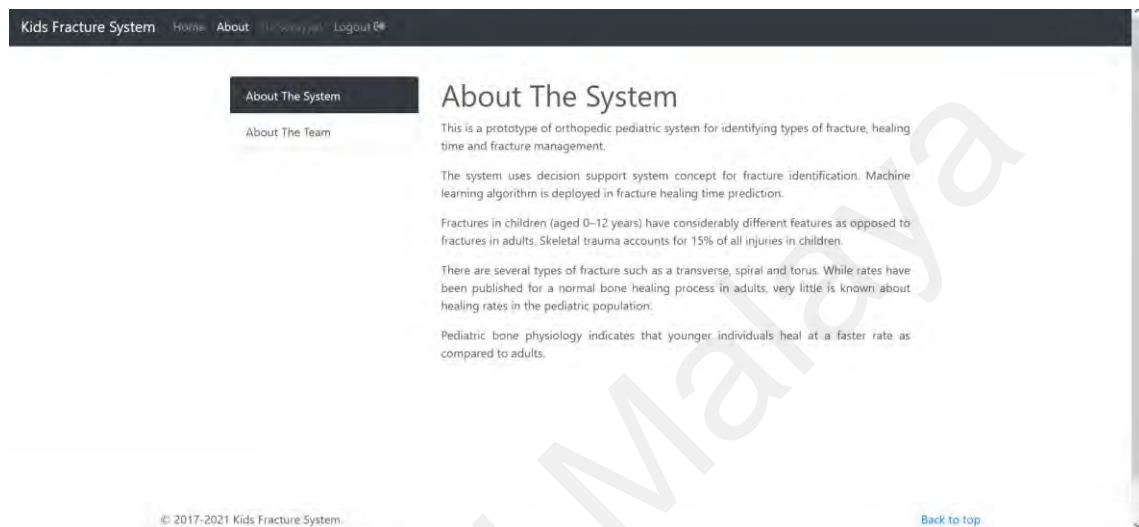 Kids Fracture System Home About Logout
About The System
About The Team
About The System
This is a prototype of orthopedic pediatric system for identifying types of fracture, healing
time and fracture management.
The system uses decision support system concept for fracture identification. Machine
learning algorithm is deployed in fracture healing time prediction.
Fractures in children (aged 0–12 years) have considerably different features as opposed to
fractures in adults. Skeletal trauma accounts for 15% of all injuries in children.
There are several types of fracture such as a transverse, spiral and torus. While rates have
been published for a normal bone healing process in adults, very little is known about
healing rates in the pediatric population.
Pediatric bone physiology indicates that younger individuals heal at a faster rate as
compared to adults.
© 2017-2021 Kids Fracture System.
Back to top
Malaya